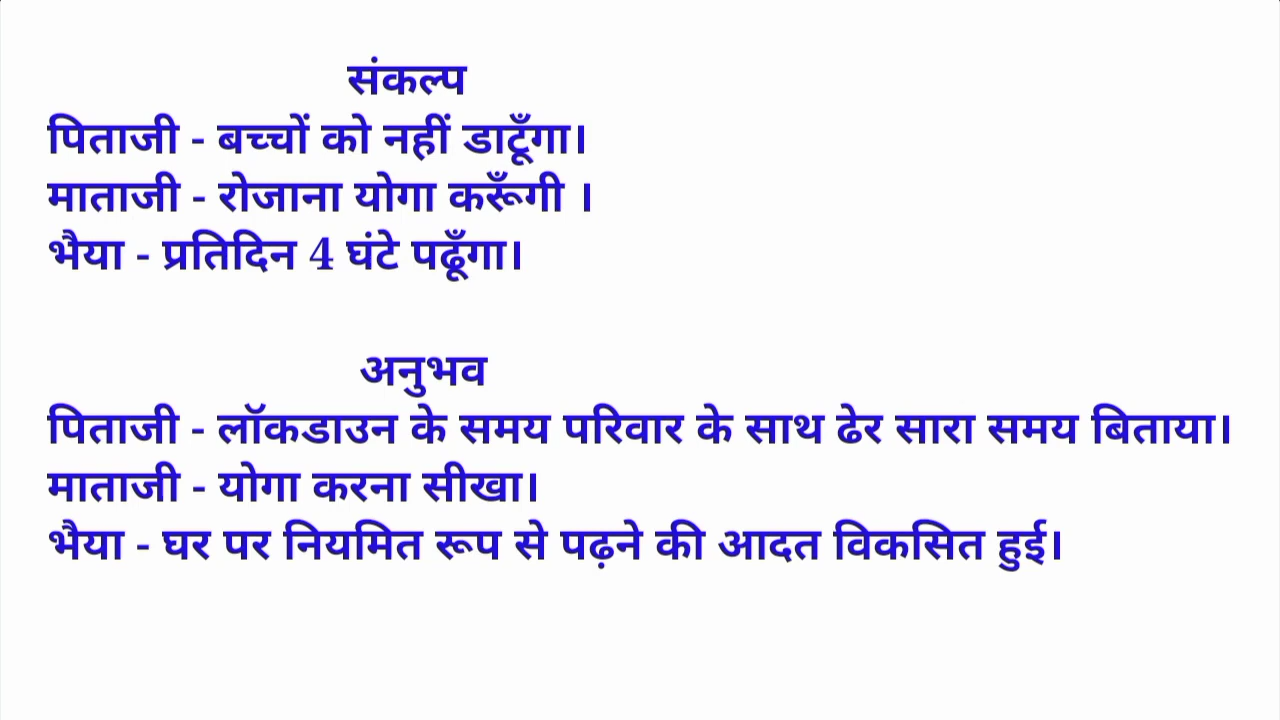 संकल्प
पिताजी - बच्चों को नहीं डाटूँगा।
माताजी - रोजाना योगा करूँगी ।
भैया - प्रतिदिन 4 घंटे पढूँगा।
अनुभव
पिताजी - लॉकडाउन के समय परिवार के साथ ढेर सारा समय बिताया।
माताजी - योगा करना सीखा।
भैया - घर पर नियमित रूप से पढ़ने की आदत विकसित हुई।